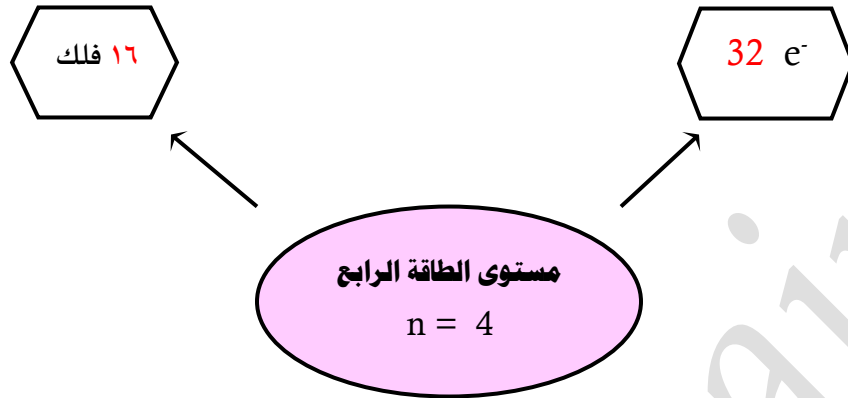 ١٦ فلك
32 e⁻
مستوى الطاقة الرابع
n = 4